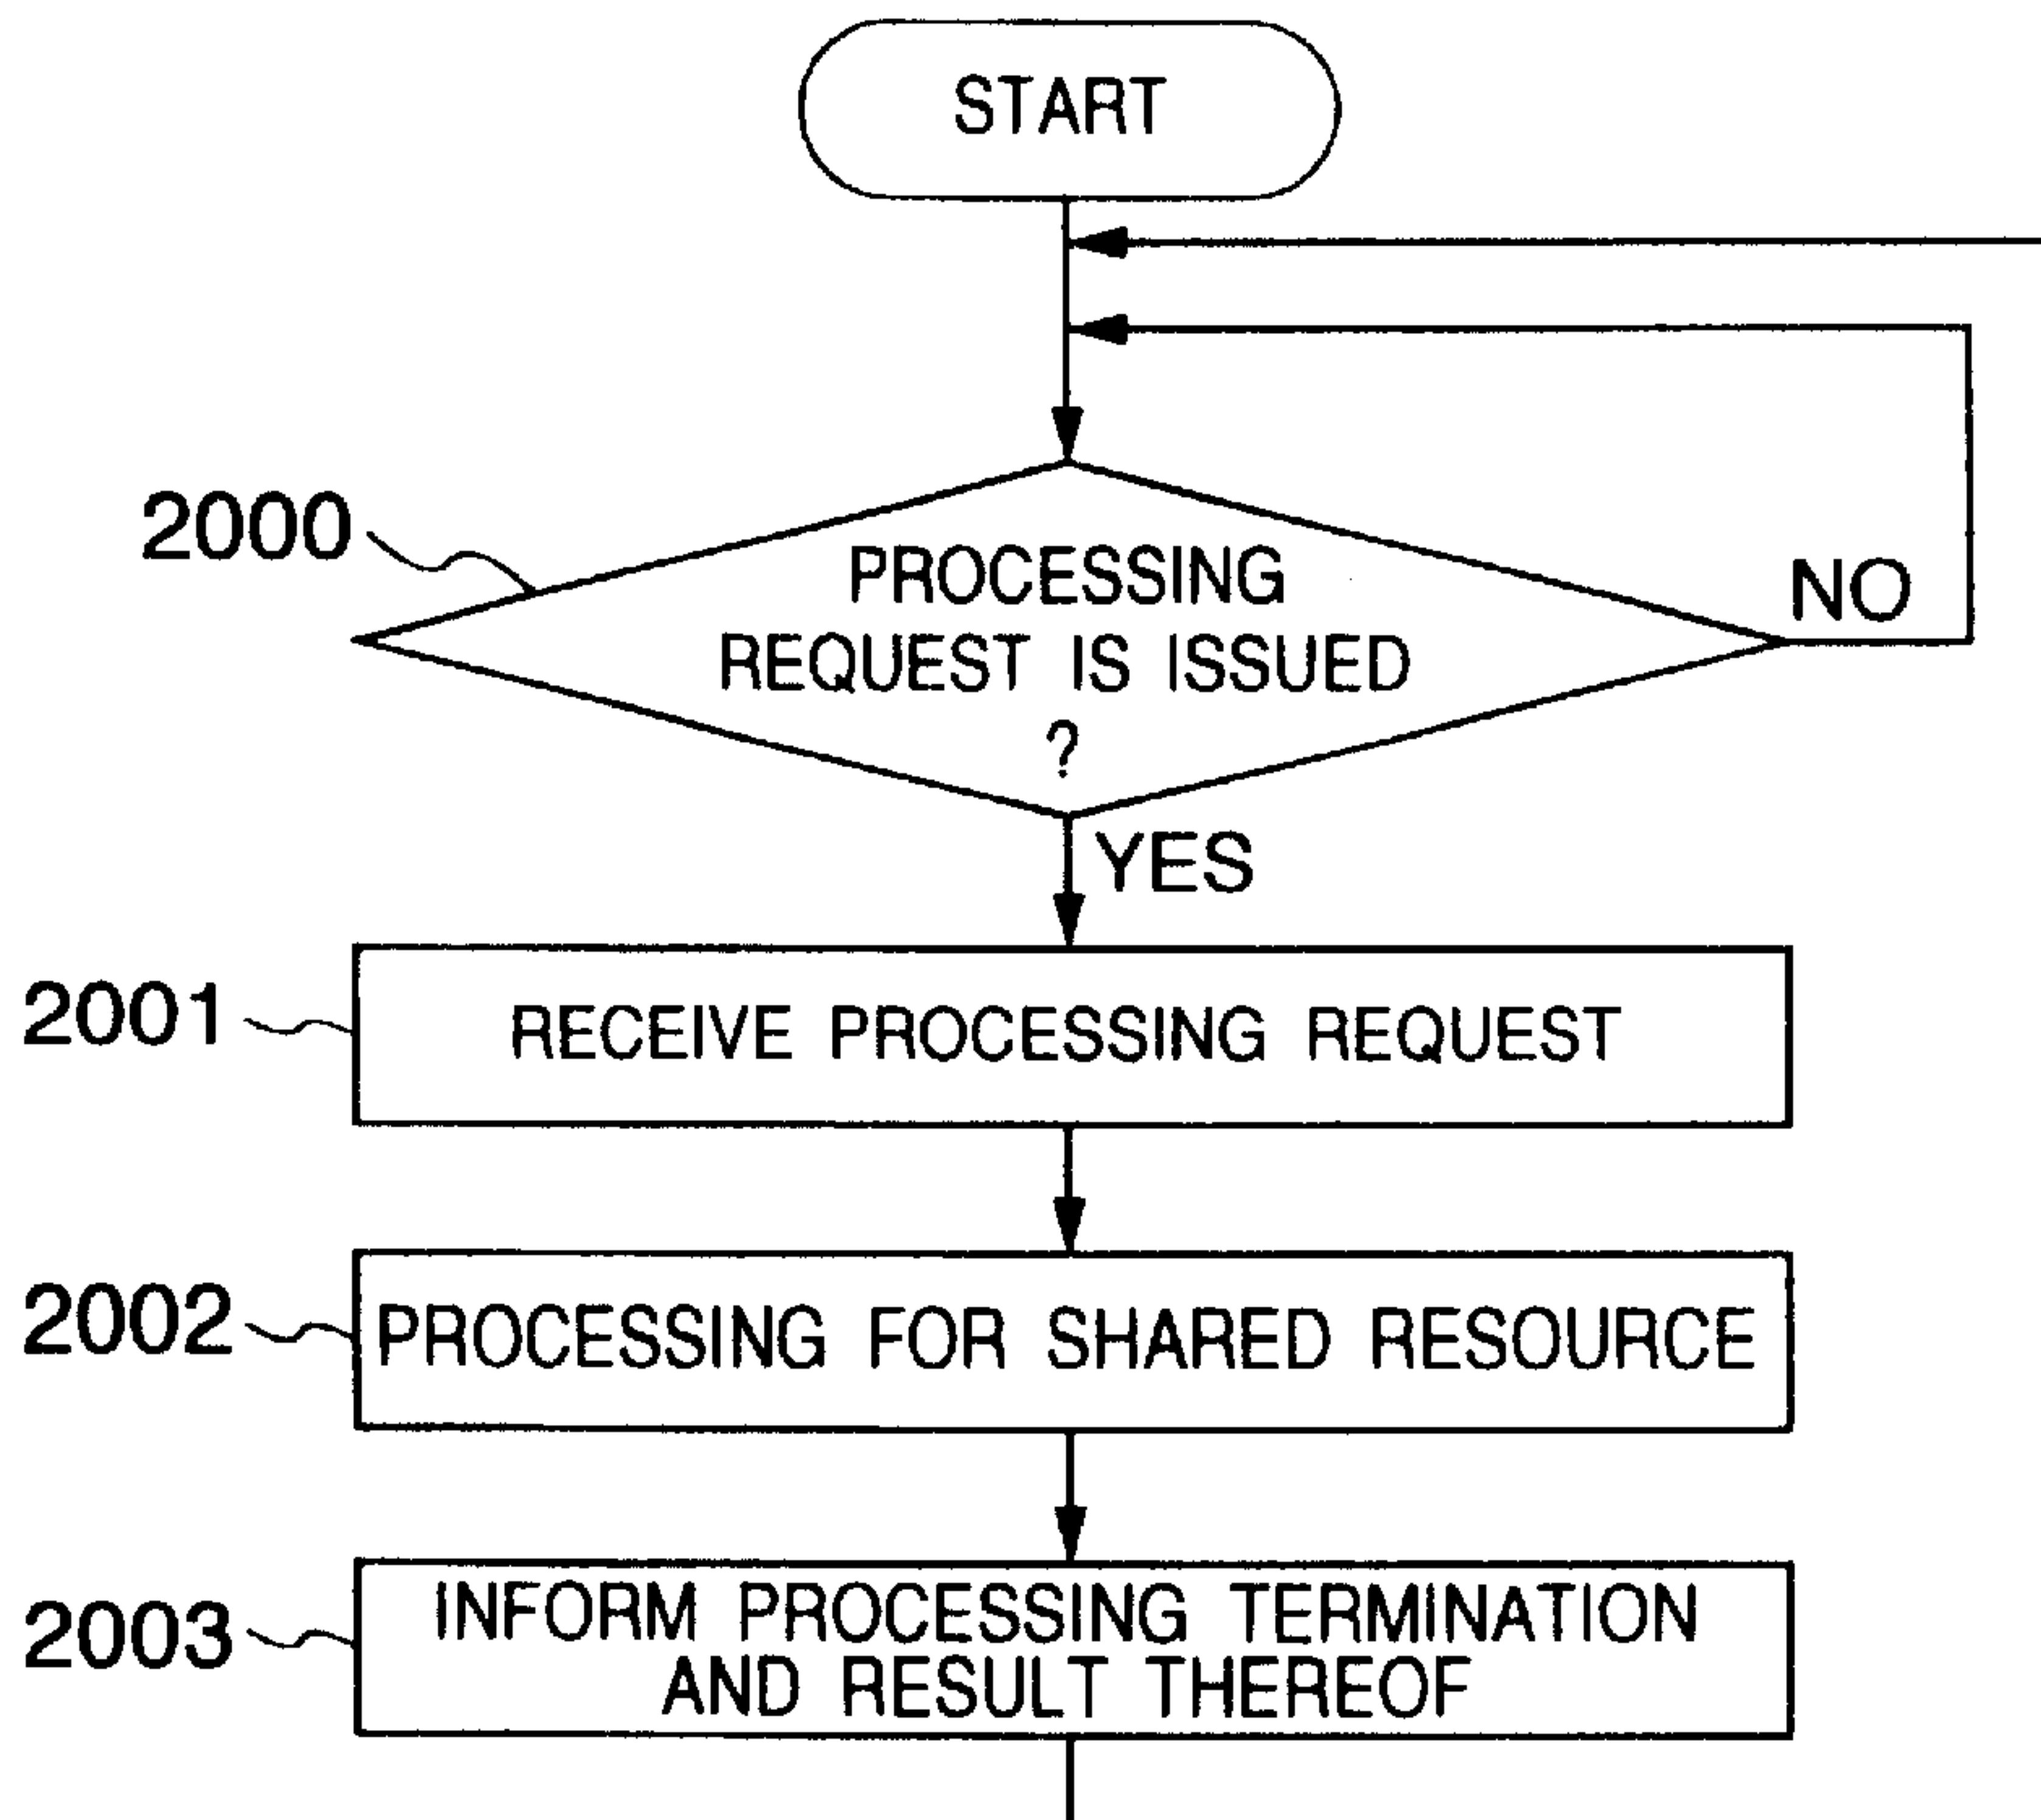 START
2000
PROCESSING
REQUEST IS ISSUED
?
NO
YES
2001
RECEIVE PROCESSING REQUEST
2002
PROCESSING FOR SHARED RESOURCE
2003
INFORM PROCESSING TERMINATION
AND RESULT THEREOF